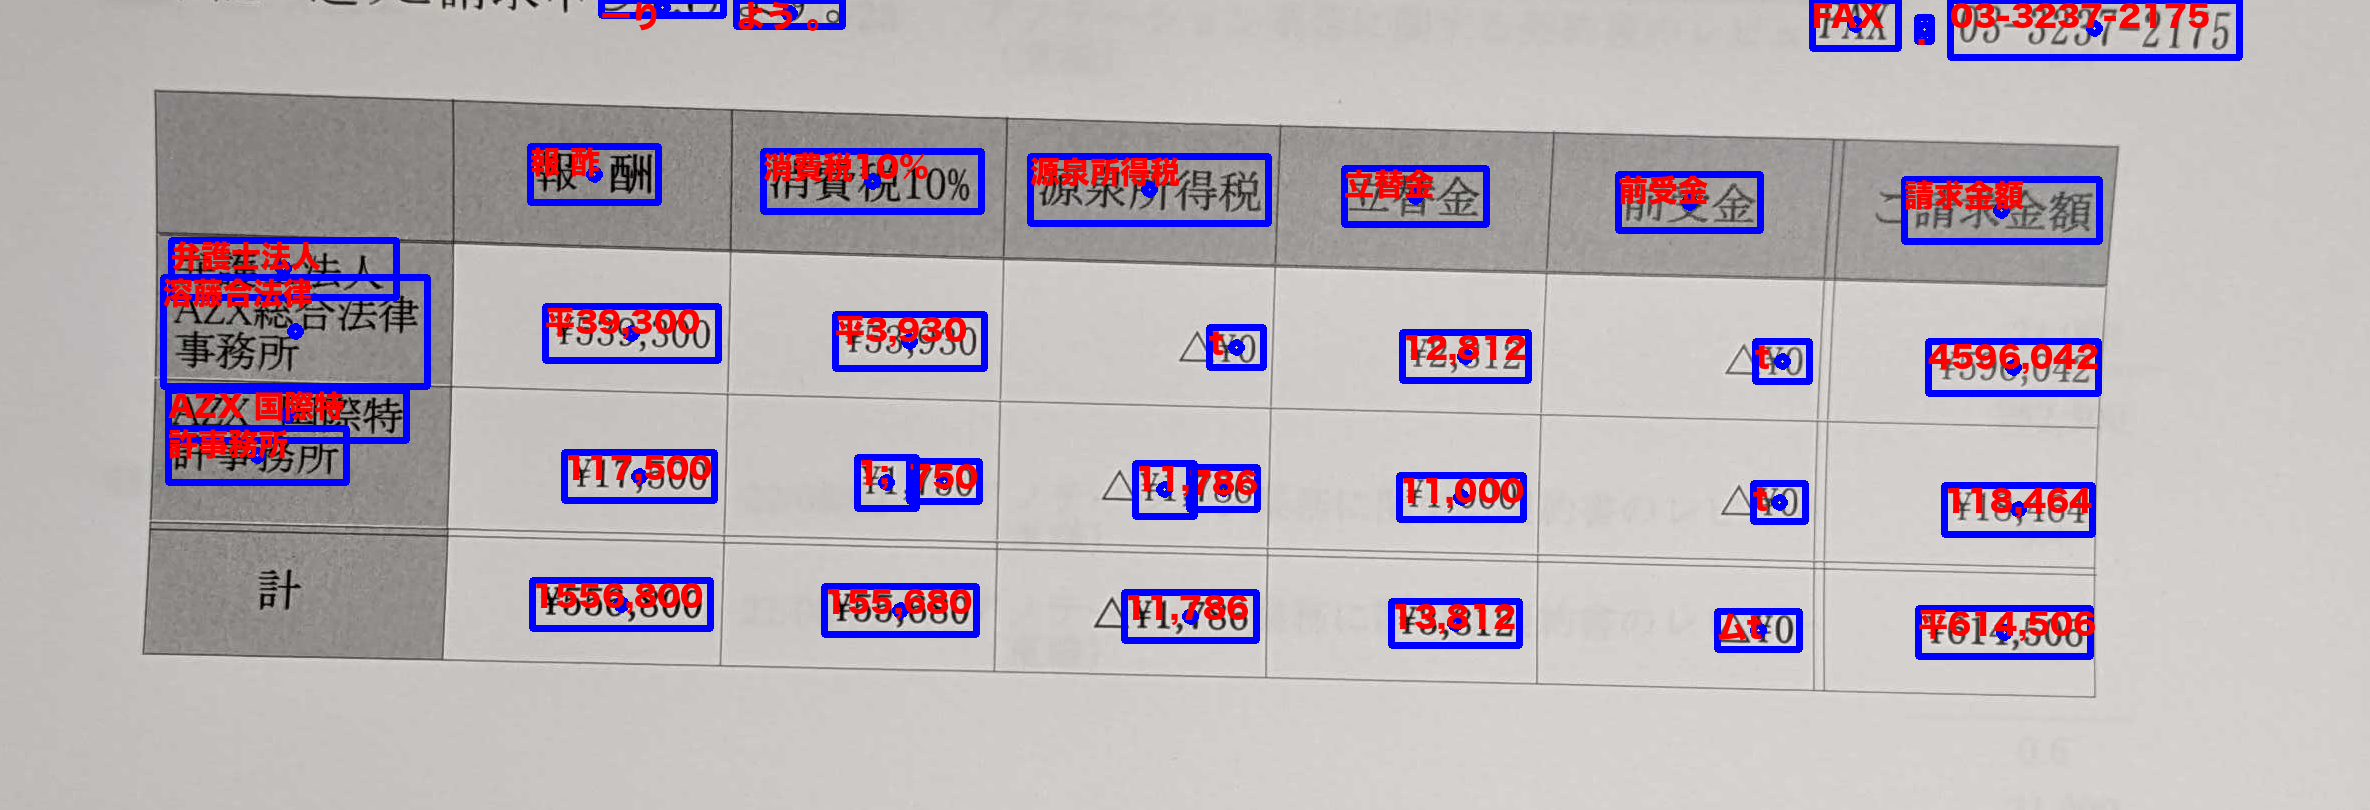 FAX : 03-3237-2175
報 酬 消費税10% 源泉所得税 立替金 前受金 ご請求金額
弁護士法人
AZX総合法律
事務所
¥539,300 ¥53,930 △¥0 ¥2,812 △¥0 ¥596,042
AZX 国際特
許事務所
¥17,500 ¥1,750 △¥1,786 ¥1,000 △¥0 ¥18,464
計 ¥556,800 ¥55,680 △¥1,786 ¥3,812 △¥0 ¥614,506